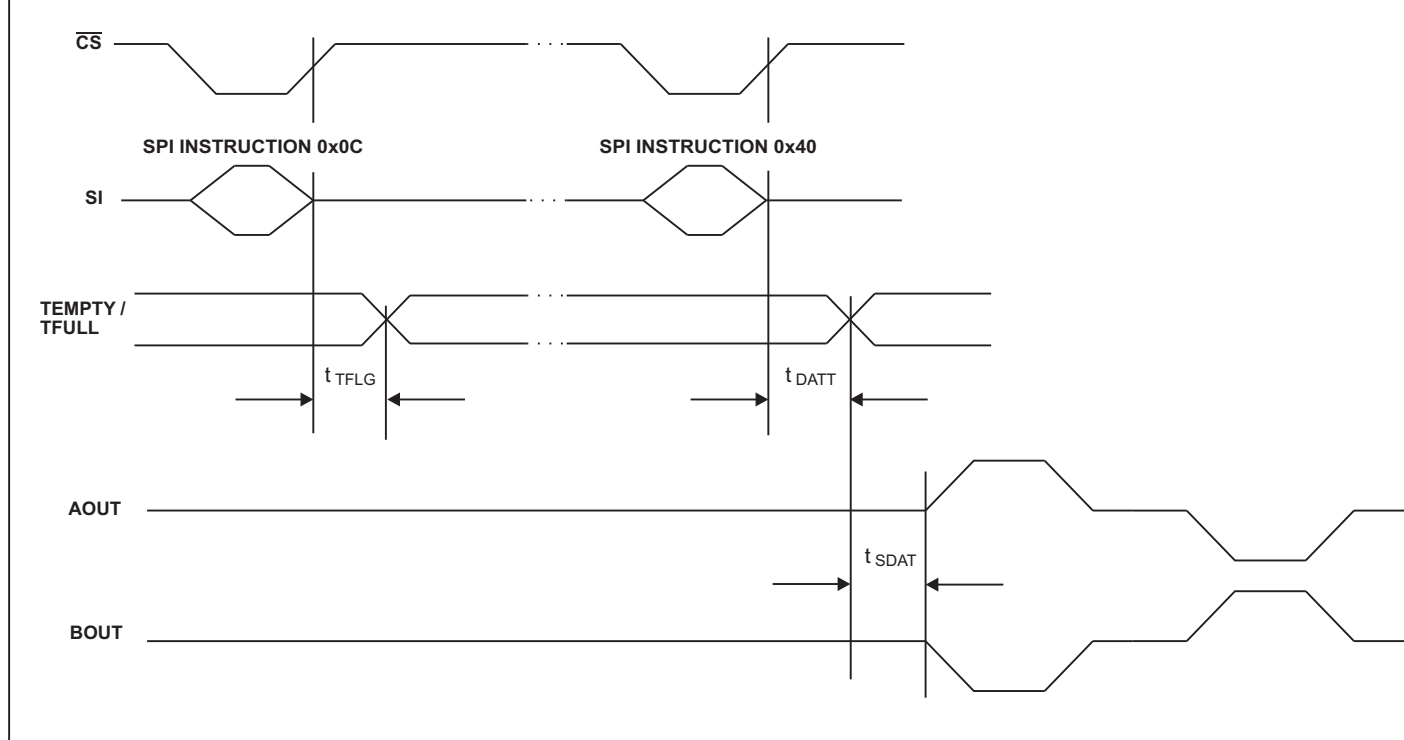 CS
SPI INSTRUCTION 0x0C
SPI INSTRUCTION 0x40
SI
TEMPTY /
TFULL
t TFLG
t DATT
AOUT
t SDAT
BOUT